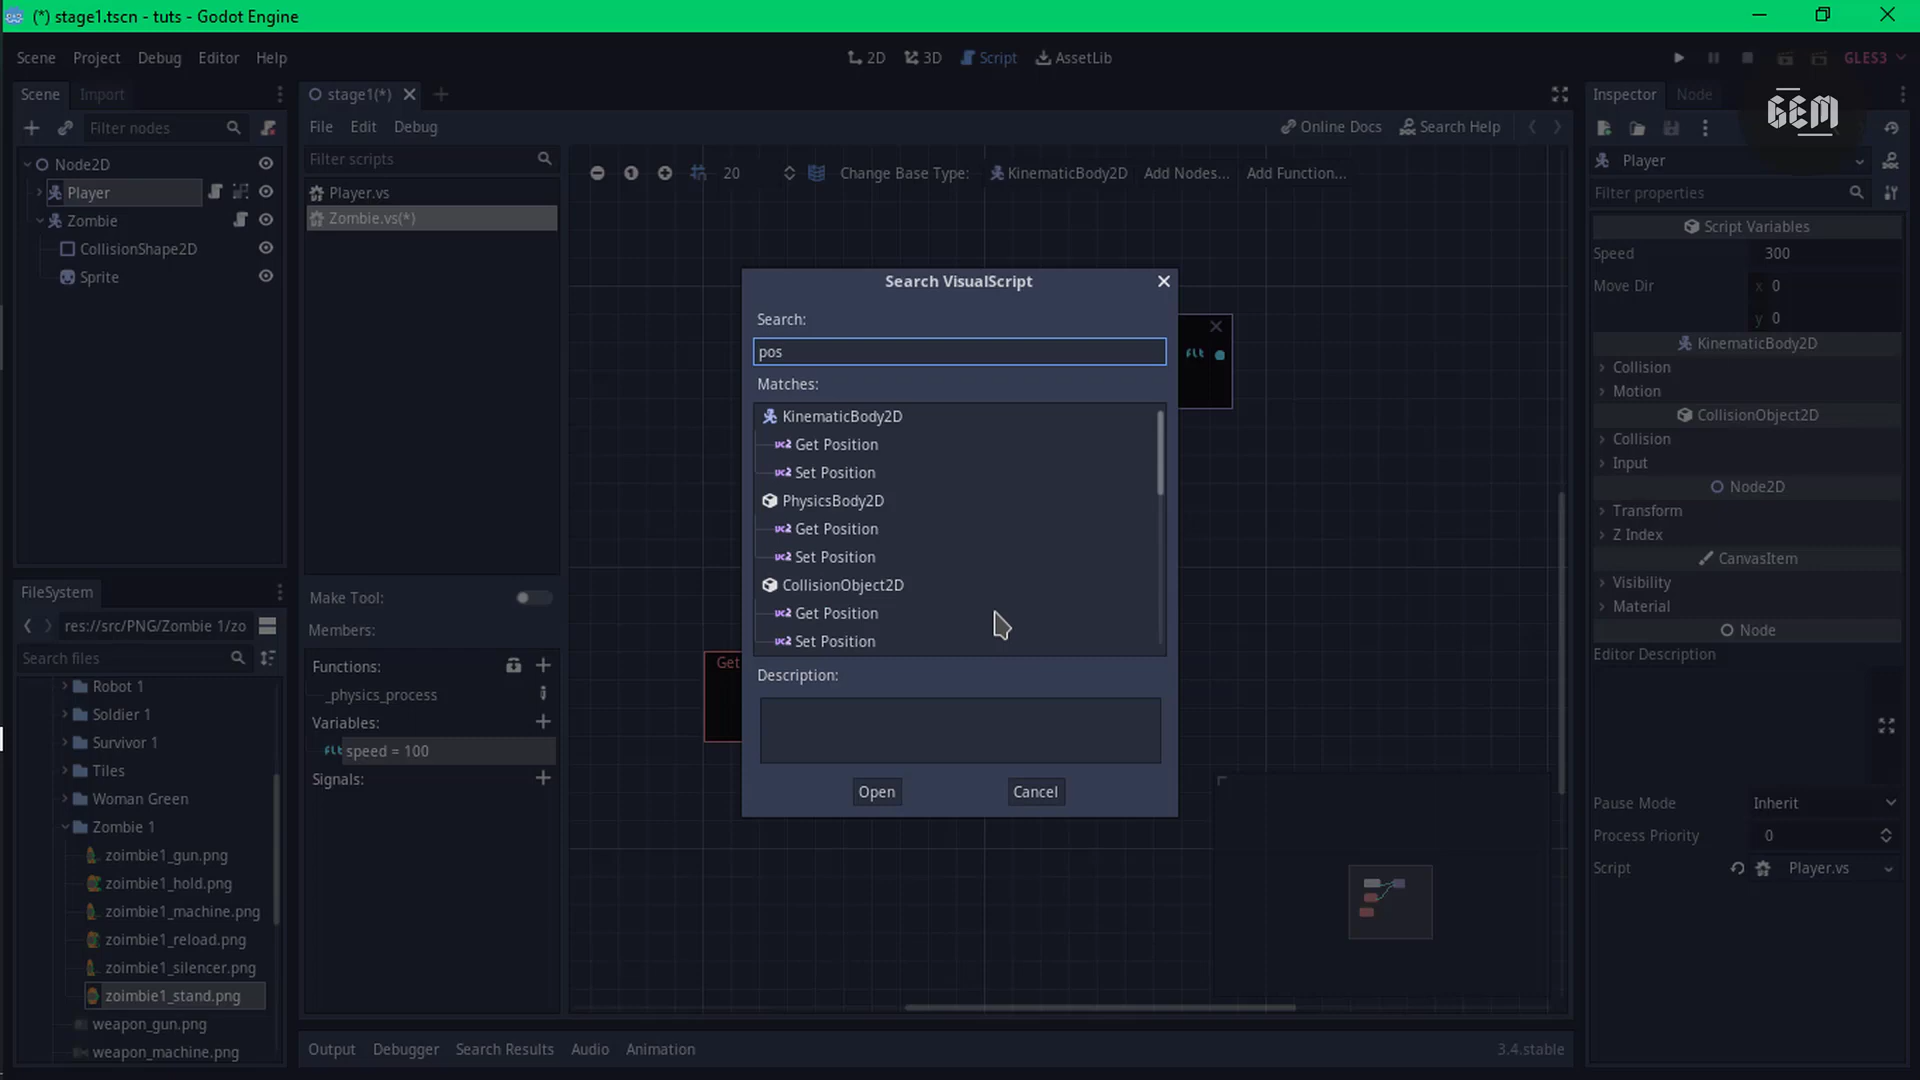 (*) stage1.tscn - tuts - Godot Engine
Scene Project Debug Editor Help
2D 3D Script AssetLib
GLES3
Scene Import
stage1(*)
Inspector Node
GEM
Filter nodes
File Edit Debug
Online Docs Search Help
Node2D
Player
Zombie
CollisionShape2D
Sprite
Filter scripts
Player.vs
Zombie.vs(*)
20 Change Base Type: KinematicBody2D Add Nodes... Add Function...
Search VisualScript
Search:
pos
Matches:
KinematicBody2D
Get Position
Set Position
PhysicsBody2D
Get Position
Set Position
CollisionObject2D
Get Position
Set Position
Description:
Open Cancel
flt
Get
Make Tool:
Members:
Functions:
_physics_process
Variables:
flt speed = 100
Signals:
FileSystem
res://src/PNG/Zombie 1/zo
Search files
Robot 1
Soldier 1
Survivor 1
Tiles
Woman Green
Zombie 1
zoimbie1_gun.png
zoimbie1_hold.png
zoimbie1_machine.png
zoimbie1_reload.png
zoimbie1_silencer.png
zoimbie1_stand.png
weapon_gun.png
weapon_machine.png
Player
Filter properties
Script Variables
Speed 300
Move Dir x 0
y 0
KinematicBody2D
Collision
Motion
CollisionObject2D
Collision
Input
Node2D
Transform
Z Index
CanvasItem
Visibility
Material
Node
Editor Description
Pause Mode Inherit
Process Priority 0
Script Player.vs
Output Debugger Search Results Audio Animation
3.4.stable